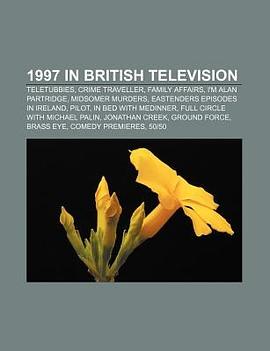 1997 IN BRITISH TELEVISION
TELETUBBIES, CRIME TRAVELLER, FAMILY AFFAIRS, I'M ALAN
PARTRIDGE, MIDSOMER MURDERS, EASTENDERS EPISODES
IN IRELAND, PILOT, IN BED WITH MEDINNER, FULL CIRCLE
WITH MICHAEL PALIN, JONATHAN CREEK, GROUND FORCE,
BRASS EYE, COMEDY PREMIERES, 50/50